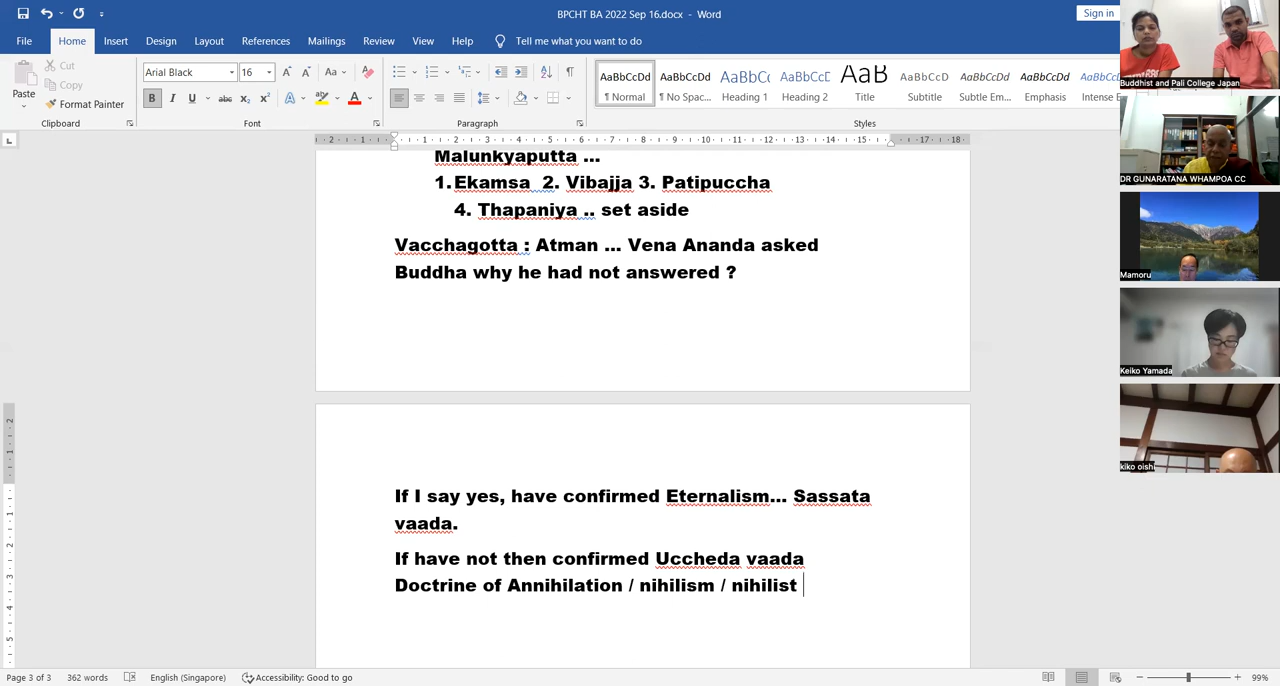 BPCHT BA 2022 Sep 16.docx - Word
Sign in
File Home Insert Design Layout References Mailings Review View Help Tell me what you want to do
Paste Cut Copy Format Painter
Arial Black 16
AaBbCcDd AaBbCcDd AaBbCc AaBbCcD AaB AaBbCcD AaBbCcDd AaBbCcDd
¶ Normal ¶ No Spac... Heading 1 Heading 2 Title Subtitle Subtle Em... Emphasis Intense E
Clipboard Font Paragraph Styles
Malunkyaputta ...
1. Ekamsa 2. Vibajja 3. Patipuccha
4. Thapaniya .. set aside
Vacchagotta : Atman ... Vena Ananda asked
Buddha why he had not answered ?
If I say yes, have confirmed Eternalism... Sassata
vaada.
If have not then confirmed Uccheda vaada
Doctrine of Annihilation / nihilism / nihilist
Page 3 of 3 362 words English (Singapore) Accessibility: Good to go 99%
Buddhist and Pali College Japan
DR GUNARATANA WHAMPOA CC
Mamoru
Keiko Yamada
kiko oishi